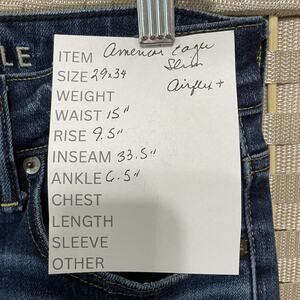 LE
ITEM American Eagle
Slim
SIZE 29x34
Airflex+
WEIGHT
WAIST 15"
RISE 9.5"
INSEAM 33.5"
ANKLE 6.5"
CHEST
LENGTH
SLEEVE
OTHER